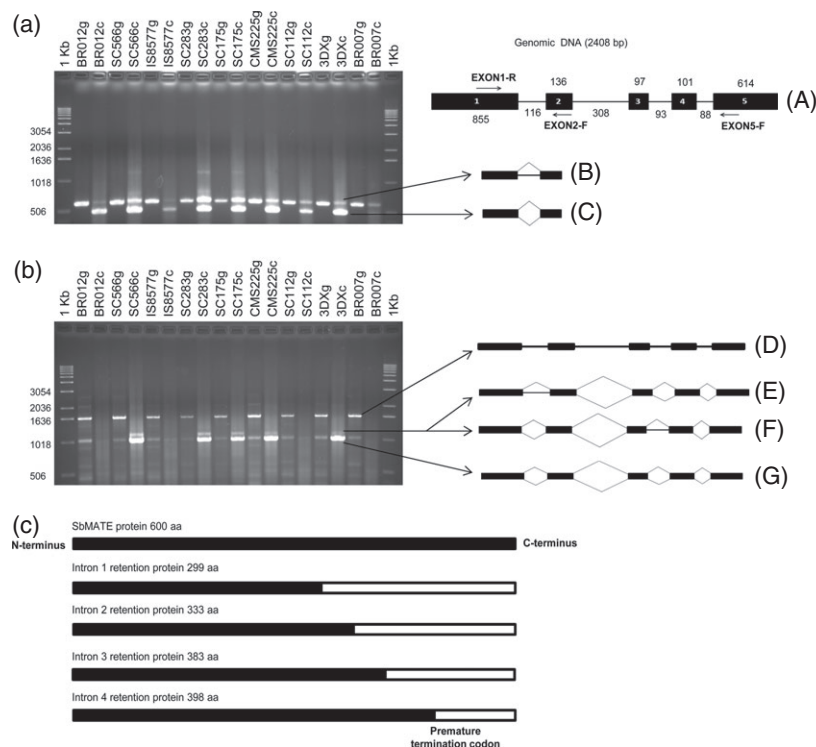 (a)
1 Kb
BR012g
BR012c
SC566g
SC566c
IS8577g
IS8577c
SC283g
SC283c
SC175g
SC175c
CMS225g
CMS225c
SC112g
SC112c
3DXg
3DXc
BR007g
BR007c
1 Kb
3054
2036
1636
1018
506
Genomic DNA (2408 bp)
EXON1-R
136
97
101
614
1
2
3
4
5
(A)
855
116
EXON2-F
308
93
88
EXON5-F
(B)
(C)
(b)
1 Kb
BR012g
BR012c
SC566g
SC566c
IS8577g
IS8577c
SC283g
SC283c
SC175g
SC175c
CMS225g
CMS225c
SC112g
SC112c
3DXg
3DXc
BR007g
BR007c
1Kb
3054
2036
1636
1018
506
(D)
(E)
(F)
(G)
(c)
SbMATE protein 600 aa
N-terminus
C-terminus
Intron 1 retention protein 299 aa
Intron 2 retention protein 333 aa
Intron 3 retention protein 383 aa
Intron 4 retention protein 398 aa
Premature
termination codon